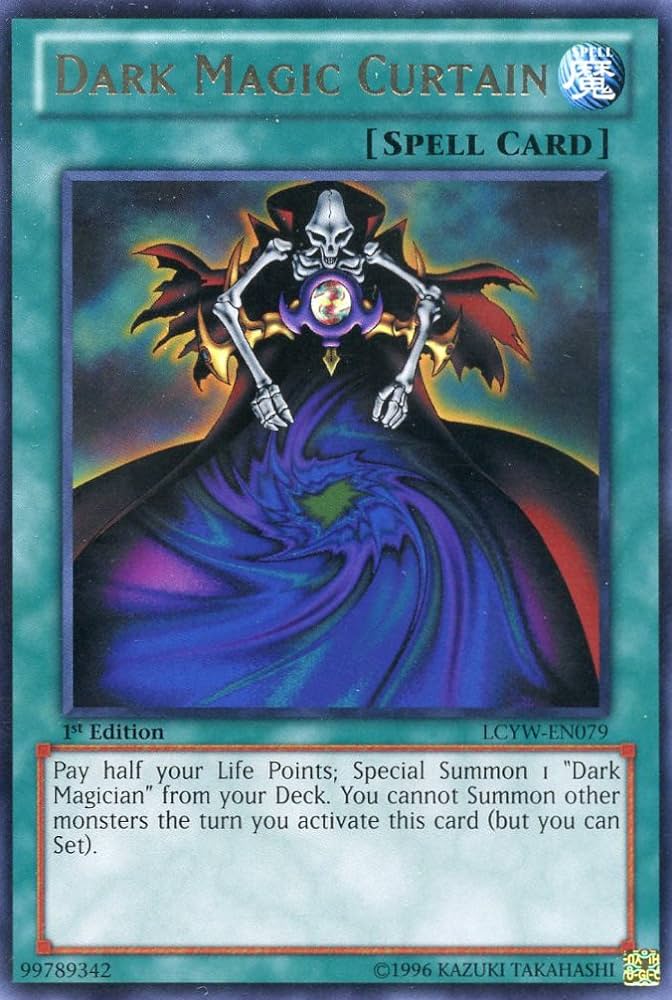 DARK MAGIC CURTAIN
SPELL
魔
[SPELL CARD]
1st Edition
LCYW-EN079
Pay half your Life Points; Special Summon 1 “Dark
Magician” from your Deck. You cannot Summon other
monsters the turn you activate this card (but you can
Set).
99789342
©1996 KAZUKI TAKAHASHI